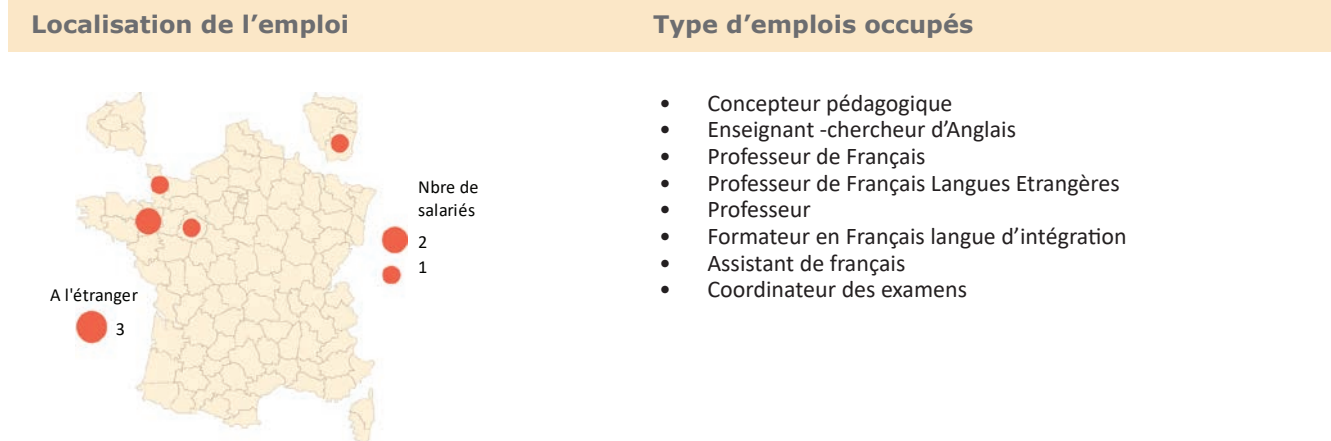 Localisation de l’emploi
Nbre de
salariés
2
1
A l'étranger
3
Type d’emplois occupés
• Concepteur pédagogique
• Enseignant -chercheur d’Anglais
• Professeur de Français
• Professeur de Français Langues Etrangères
• Professeur
• Formateur en Français langue d’intégration
• Assistant de français
• Coordinateur des examens